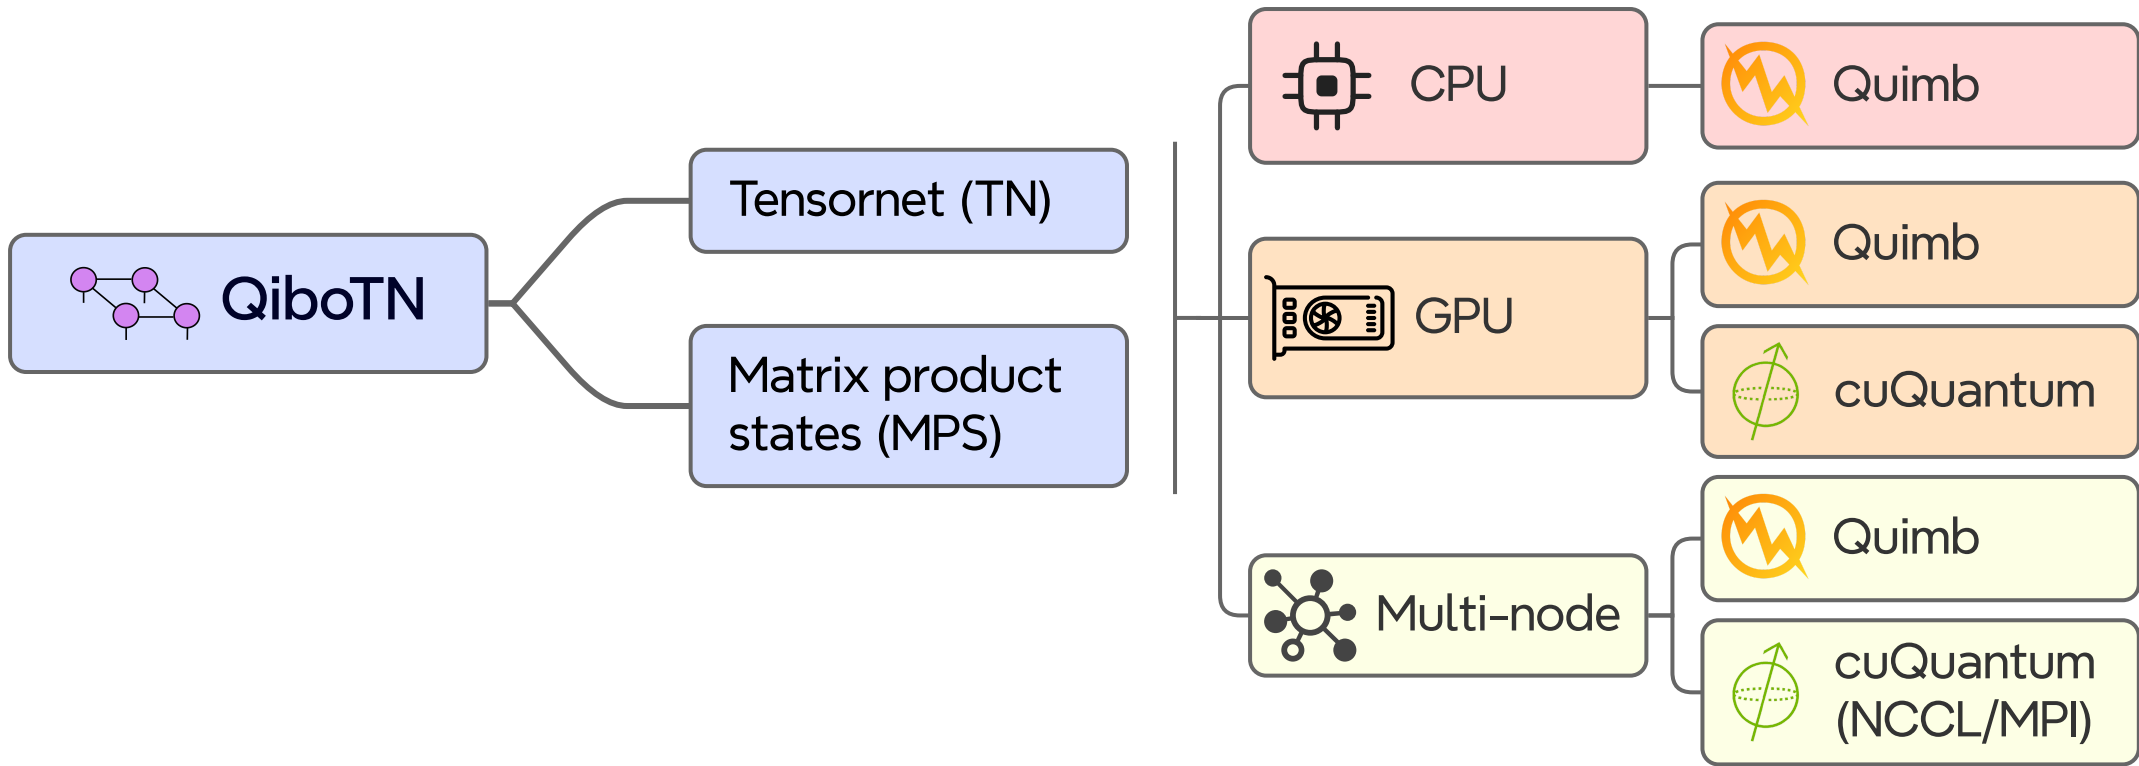 QiboTN
Tensornet (TN)
Matrix product
states (MPS)
CPU
Quimb
GPU
Quimb
cuQuantum
Multi-node
Quimb
cuQuantum
(NCCL/MPI)